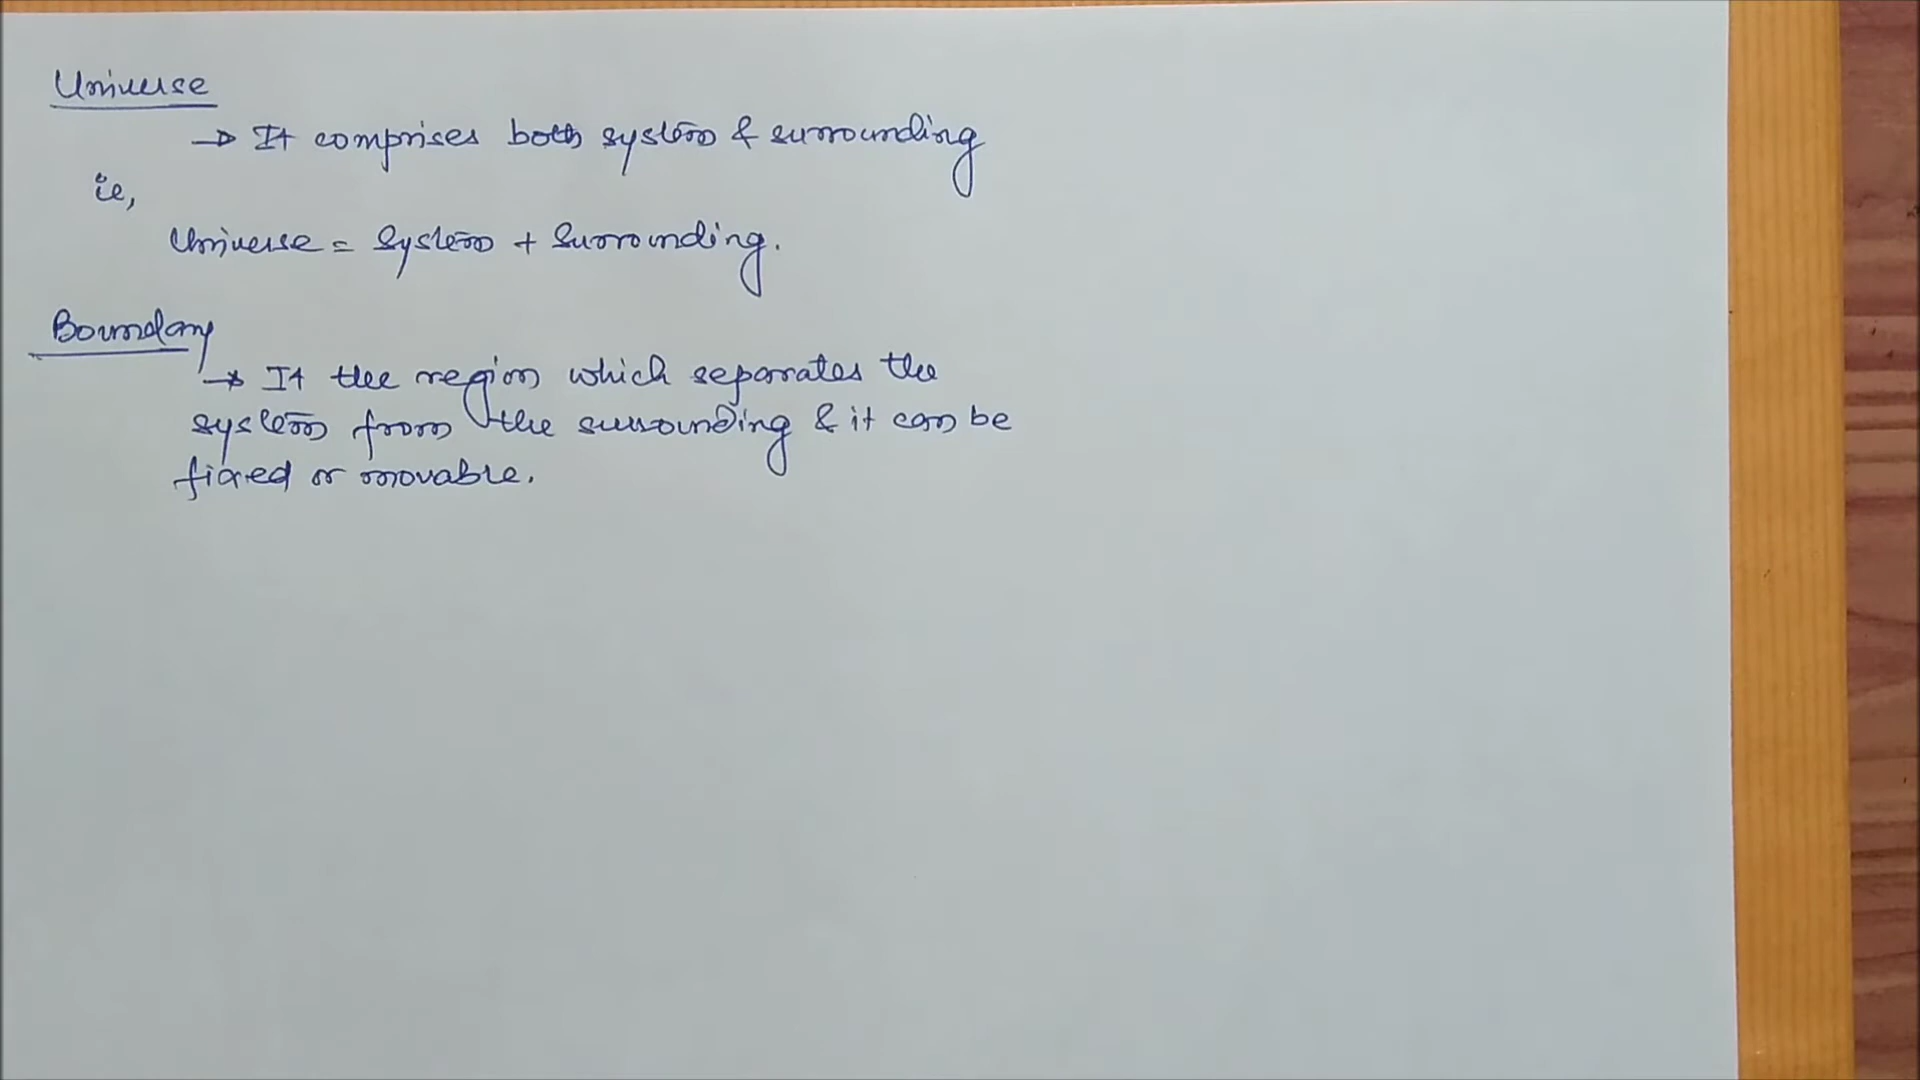 Universe
→ It comprises both system & surrounding
ie,
Universe = System + Surrounding.
Boundary
→ It the region which separates the
system from the surrounding & it can be
fixed or movable.